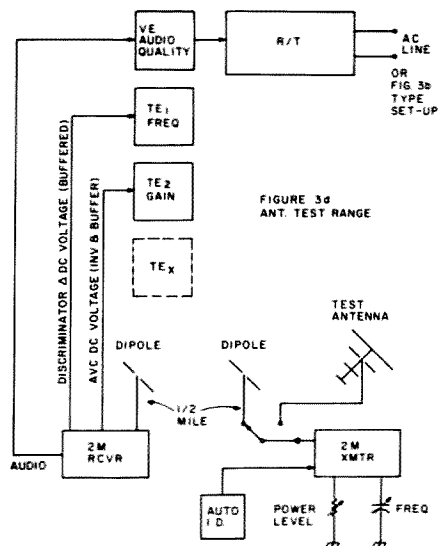 VE
AUDIO
QUALITY
R/T
AC
LINE
OR
FIG. 3b
TYPE
SET-UP
TE1
FREQ
TE2
GAIN
TEX
DISCRIMINATOR Δ DC VOLTAGE (BUFFERED)
AVC DC VOLTAGE (INV & BUFFER)
FIGURE 3d
ANT. TEST RANGE
TEST
ANTENNA
DIPOLE
DIPOLE
1/2
MILE
2M
RCVR
2M
XMTR
AUDIO
AUTO
I.D.
POWER
LEVEL
FREQ